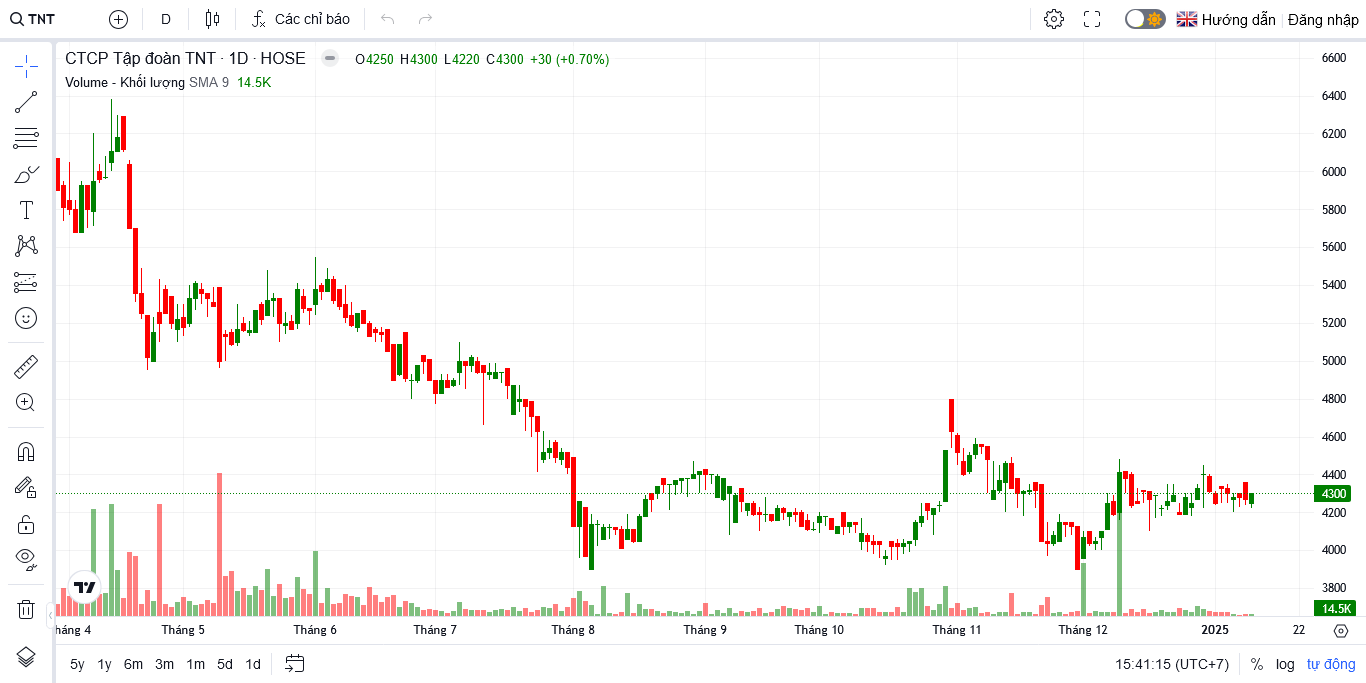 TNT D Các chỉ báo Hướng dẫn Đăng nhập
CTCP Tập đoàn TNT · 1D · HOSE O4250 H4300 L4220 C4300 +30 (+0.70%)
Volume - Khối lượng SMA 9 14.5K
6600
6400
6200
6000
5800
5600
5400
5200
5000
4800
4600
4400
4300
4200
4000
3800
14.5K
háng 4 Tháng 5 Tháng 6 Tháng 7 Tháng 8 Tháng 9 Tháng 10 Tháng 11 Tháng 12 2025 22
5y 1y 6m 3m 1m 5d 1d 15:41:15 (UTC+7) % log tự động